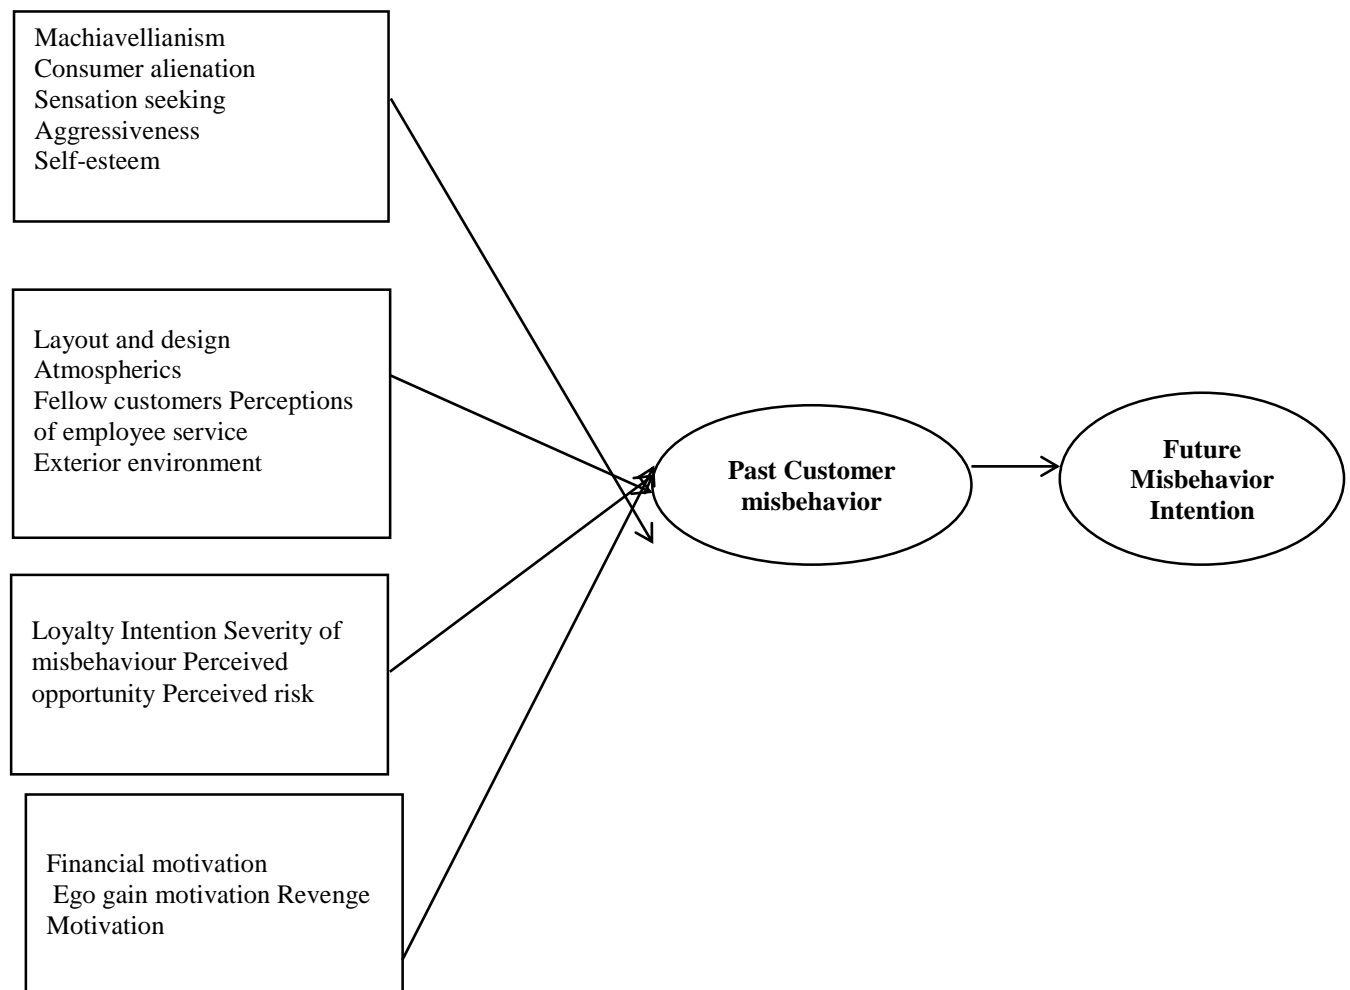 Machiavellianism
Consumer alienation
Sensation seeking
Aggressiveness
Self-esteem
Layout and design
Atmospherics
Fellow customers Perceptions
of employee service
Exterior environment
Loyalty Intention Severity of
misbehaviour Perceived
opportunity Perceived risk
Financial motivation
Ego gain motivation Revenge
Motivation
Past Customer
misbehavior
Future
Misbehavior
Intention